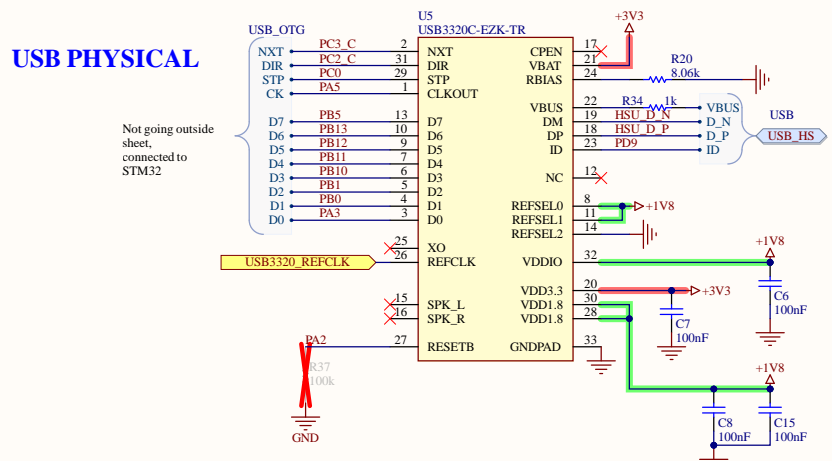 U5
USB3320C-EZK-TR
USB_OTG
USB PHYSICAL
NXT PC3_C 2 NXT
DIR PC2_C 31 DIR
STP PC0 29 STP
CK PA5 1 CLKOUT
D7 PB5 13 D7
D6 PB13 10 D6
D5 PB12 9 D5
D4 PB11 7 D4
D3 PB10 6 D3
D2 PB1 5 D2
D1 PB0 4 D1
D0 PA3 3 D0
Not going outside
sheet,
connected to
STM32
25 XO
USB3320_REFCLK 26 REFCLK
15 SPK_L
16 SPK_R
PA2 27 RESETB
R37
100k
GND
+3V3
CPEN 17
VBAT 21
RBIAS 24
R20
8.06k
VBUS 22 R34 1k VBUS
DM 19 HSU_D_N D_N
DP 18 HSU_D_P D_P
ID 23 PD9 ID
USB
USB_HS
NC 12
REFSEL0 8 +1V8
REFSEL1 11
REFSEL2 14
VDDIO 32 +1V8
C6
100nF
VDD3.3 20 +3V3
VDD1.8 30
VDD1.8 28
C7
100nF
GNDPAD 33
+1V8
C8
100nF
C15
100nF